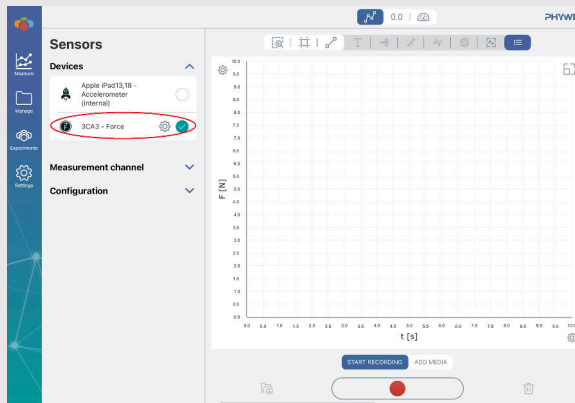 0.0
PHYWE
Sensors
Devices
Apple iPad13,18 -
Accelerometer
(internal)
3CA3 - Force
Measurement channel
Configuration
Measure
Manage
Experiments
Settings
F [N]
10.0
9.5
9.0
8.5
8.0
7.5
7.0
6.5
6.0
5.5
5.0
4.5
4.0
3.5
3.0
2.5
2.0
1.5
1.0
0.5
0.0
0.0 0.5 1.0 1.5 2.0 2.5 3.0 3.5 4.0 4.5 5.0 5.5 6.0 6.5 7.0 7.5 8.0 8.5 9.0 9.5 10.0
t [s]
START RECORDING ADD MEDIA